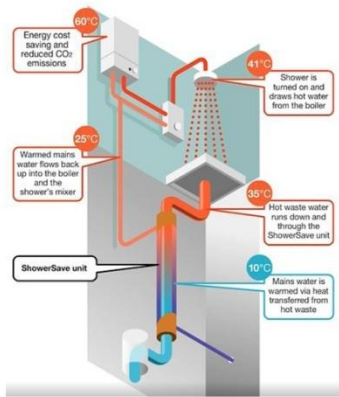 60°C
Energy cost
saving and
reduced CO₂
emissions
41°C
Shower is
turned on and
draws hot water
from the boiler
25°C
Warmed mains
water flows back
up into the boiler
and the
shower's mixer
35°C
Hot waste water
runs down and
through the
ShowerSave unit
ShowerSave unit
10°C
Mains water is
warmed via heat
transferred from
hot waste